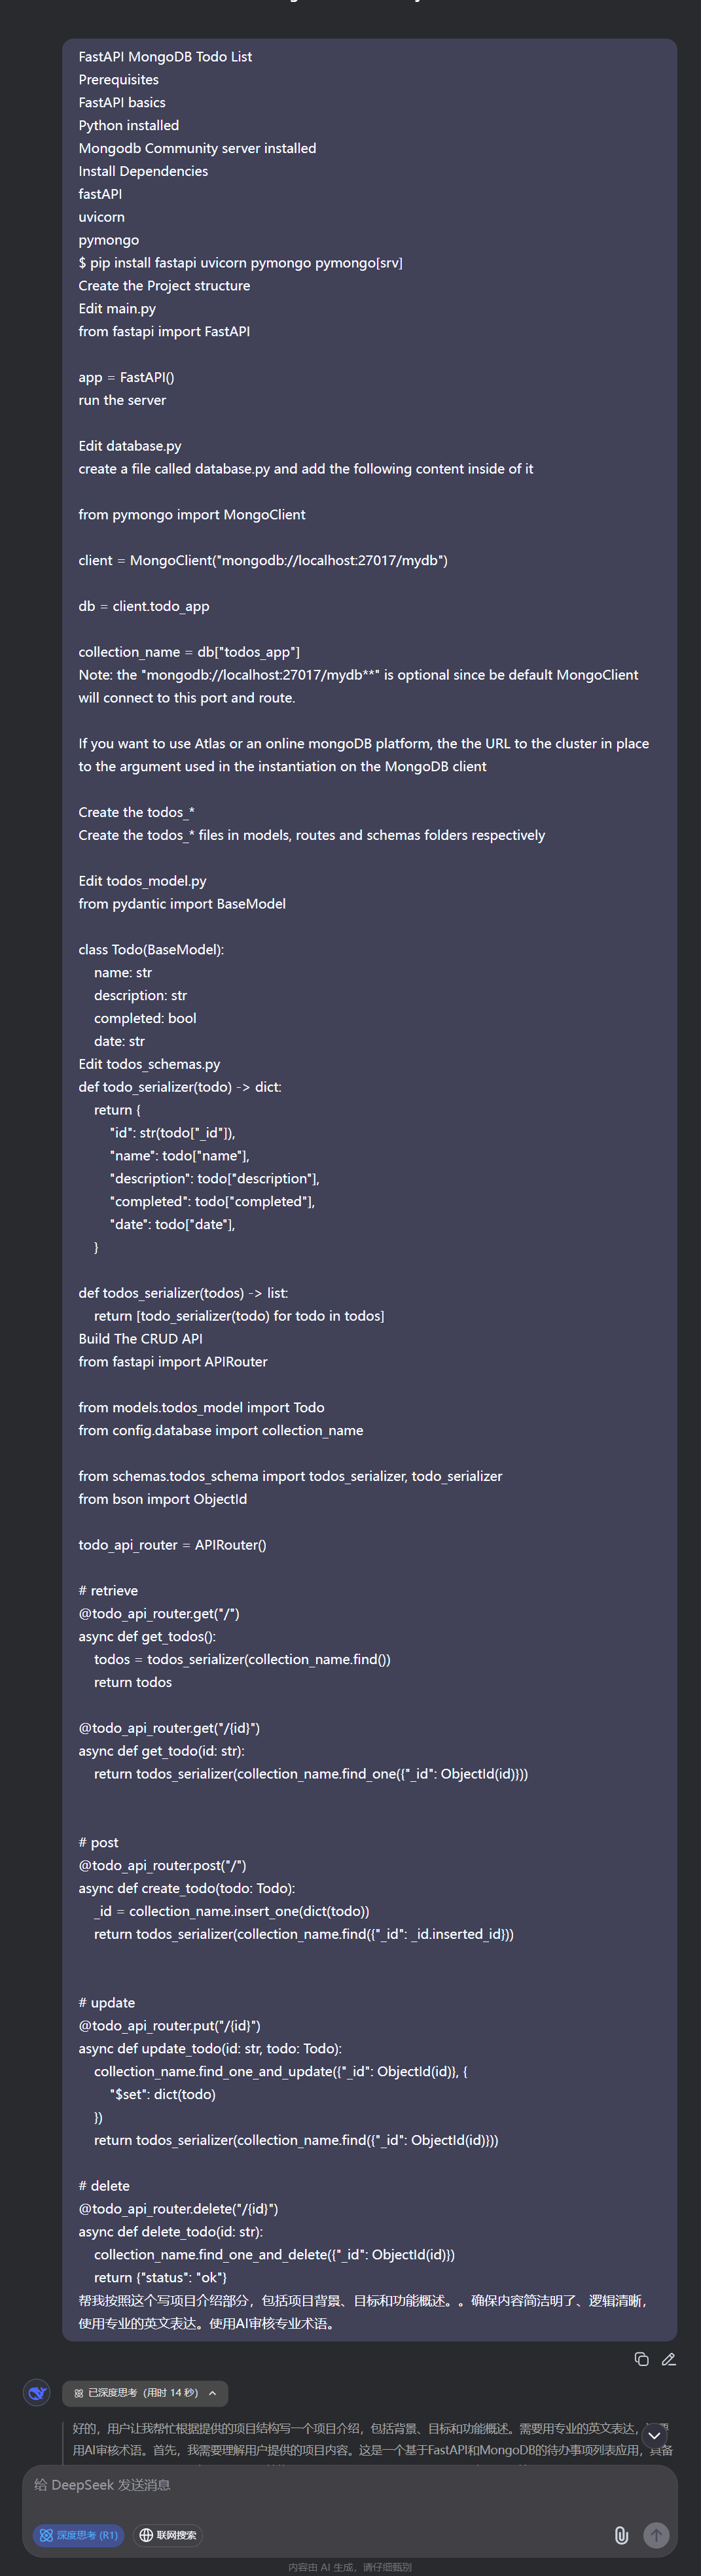 FastAPI MongoDB Todo List
Prerequisites
FastAPI basics
Python installed
Mongodb Community server installed
Install Dependencies
fastAPI
uvicorn
pymongo
$ pip install fastapi uvicorn pymongo pymongo[srv]
Create the Project structure
Edit main.py
from fastapi import FastAPI
app = FastAPI()
run the server
Edit database.py
create a file called database.py and add the following content inside of it
from pymongo import MongoClient
client = MongoClient("mongodb://localhost:27017/mydb")
db = client.todo_app
collection_name = db["todos_app"]
Note: the "mongodb://localhost:27017/mydb**" is optional since be default MongoClient
will connect to this port and route.
If you want to use Atlas or an online mongoDB platform, the the URL to the cluster in place
to the argument used in the instantiation on the MongoDB client
Create the todos_*
Create the todos_* files in models, routes and schemas folders respectively
Edit todos_model.py
from pydantic import BaseModel
class Todo(BaseModel):
    name: str
    description: str
    completed: bool
    date: str
Edit todos_schemas.py
def todo_serializer(todo) -> dict:
    return {
        "id": str(todo["_id"]),
        "name": todo["name"],
        "description": todo["description"],
        "completed": todo["completed"],
        "date": todo["date"],
    }
def todos_serializer(todos) -> list:
    return [todo_serializer(todo) for todo in todos]
Build The CRUD API
from fastapi import APIRouter
from models.todos_model import Todo
from config.database import collection_name
from schemas.todos_schema import todos_serializer, todo_serializer
from bson import ObjectId
todo_api_router = APIRouter()
# retrieve
@todo_api_router.get("/")
async def get_todos():
    todos = todos_serializer(collection_name.find())
    return todos
@todo_api_router.get("/{id}")
async def get_todo(id: str):
    return todos_serializer(collection_name.find_one({"_id": ObjectId(id)}))
# post
@todo_api_router.post("/")
async def create_todo(todo: Todo):
    _id = collection_name.insert_one(dict(todo))
    return todos_serializer(collection_name.find({"_id": _id.inserted_id}))
# update
@todo_api_router.put("/{id}")
async def update_todo(id: str, todo: Todo):
    collection_name.find_one_and_update({"_id": ObjectId(id)}, {
        "$set": dict(todo)
    })
    return todos_serializer(collection_name.find({"_id": ObjectId(id)}))
# delete
@todo_api_router.delete("/{id}")
async def delete_todo(id: str):
    collection_name.find_one_and_delete({"_id": ObjectId(id)})
    return {"status": "ok"}
帮我按照这个写项目介绍部分，包括项目背景、目标和功能概述。。确保内容简洁明了、逻辑清晰，
使用专业的英文表达。使用AI审核专业术语。
已深度思考（用时 14 秒）
好的，用户让我帮忙根据提供的项目结构写一个项目介绍，包括背景、目标和功能概述。需要用专业的英文表达，要
用AI审核术语。首先，我需要理解用户提供的项目内容。这是一个基于FastAPI和MongoDB的待办事项列表应用，具备
给 DeepSeek 发送消息
深度思考 (R1)
联网搜索
内容由 AI 生成，请仔细甄别